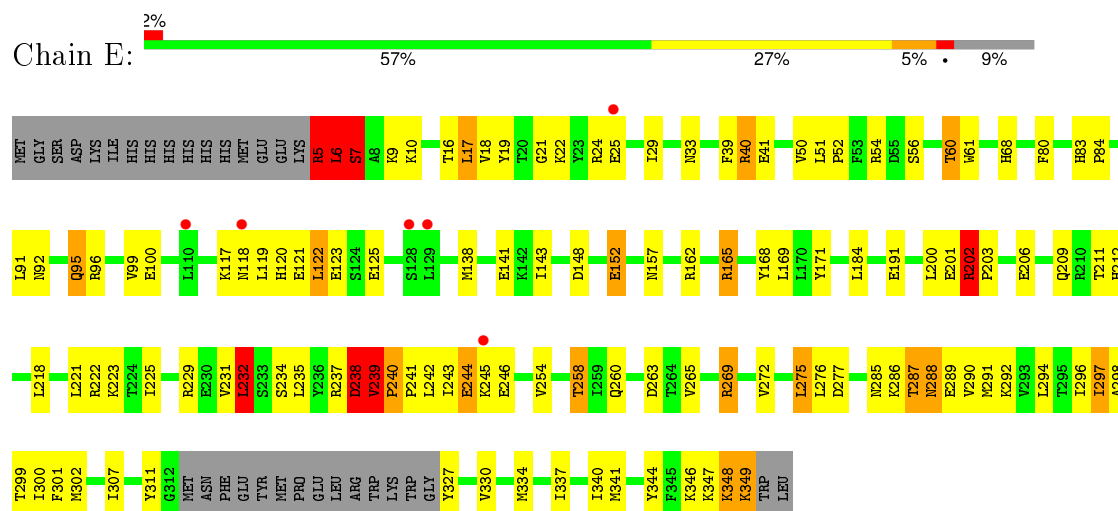 2%
Chain E:
57% 27% 5% • 9%
MET GLY SER ASP LYS ILE HIS HIS HIS HIS HIS HIS MET GLU GLU LYS R5 L6 S7 A8 K9 K10 T16 L17 V18 Y19 T20 G21 K22 Y23 R24 E25 I29 N33 F39 R40 E41 V50 L51 P52 F53 R54 D55 S56 T60 W61 H68 F80 H83 P84
L91 N92 Q95 R96 V99 E100 L110 K117 N118 L119 H120 E121 L122 E123 S124 E125 S128 L129 M138 E141 K142 I143 D148 E152 N157 R162 R165 Y168 L169 L170 Y171 L184 E191 L200 E201 R202 P203 E206 Q209 R210 T211 H212
L218 L221 R222 K223 T224 I225 R229 E230 V231 L232 S233 S234 L235 Y236 R237 D238 V239 P240 P241 L242 I243 E244 K245 E246 V254 T258 I259 Q260 D263 T264 V265 R269 V272 L275 L276 D277 N285 K286 T287 N288 E289 V290 M291 K292 V293 L294 T295 I296 I297 A298
T299 I300 F301 M302 I307 Y311 G312 MET ASN PHE GLU TYR MET PRO GLU LEU ARG TRP LYS TRP GLY Y327 V330 M334 I337 I340 M341 Y344 F345 K346 K347 K348 K349 TRP LEU